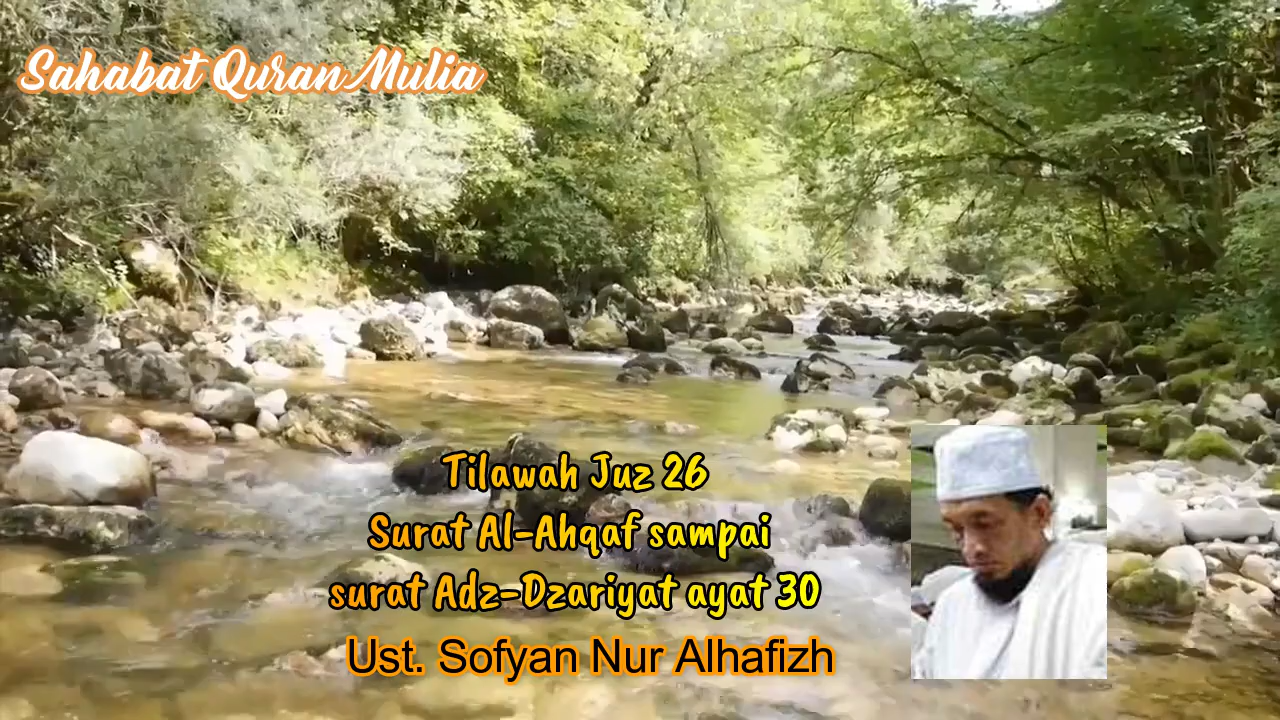 Sahabat Quran Mulia
Tilawah Juz 26
Surat Al-Ahqaf sampai
surat Adz-Dzariyat ayat 30
Ust. Sofyan Nur Alhafizh